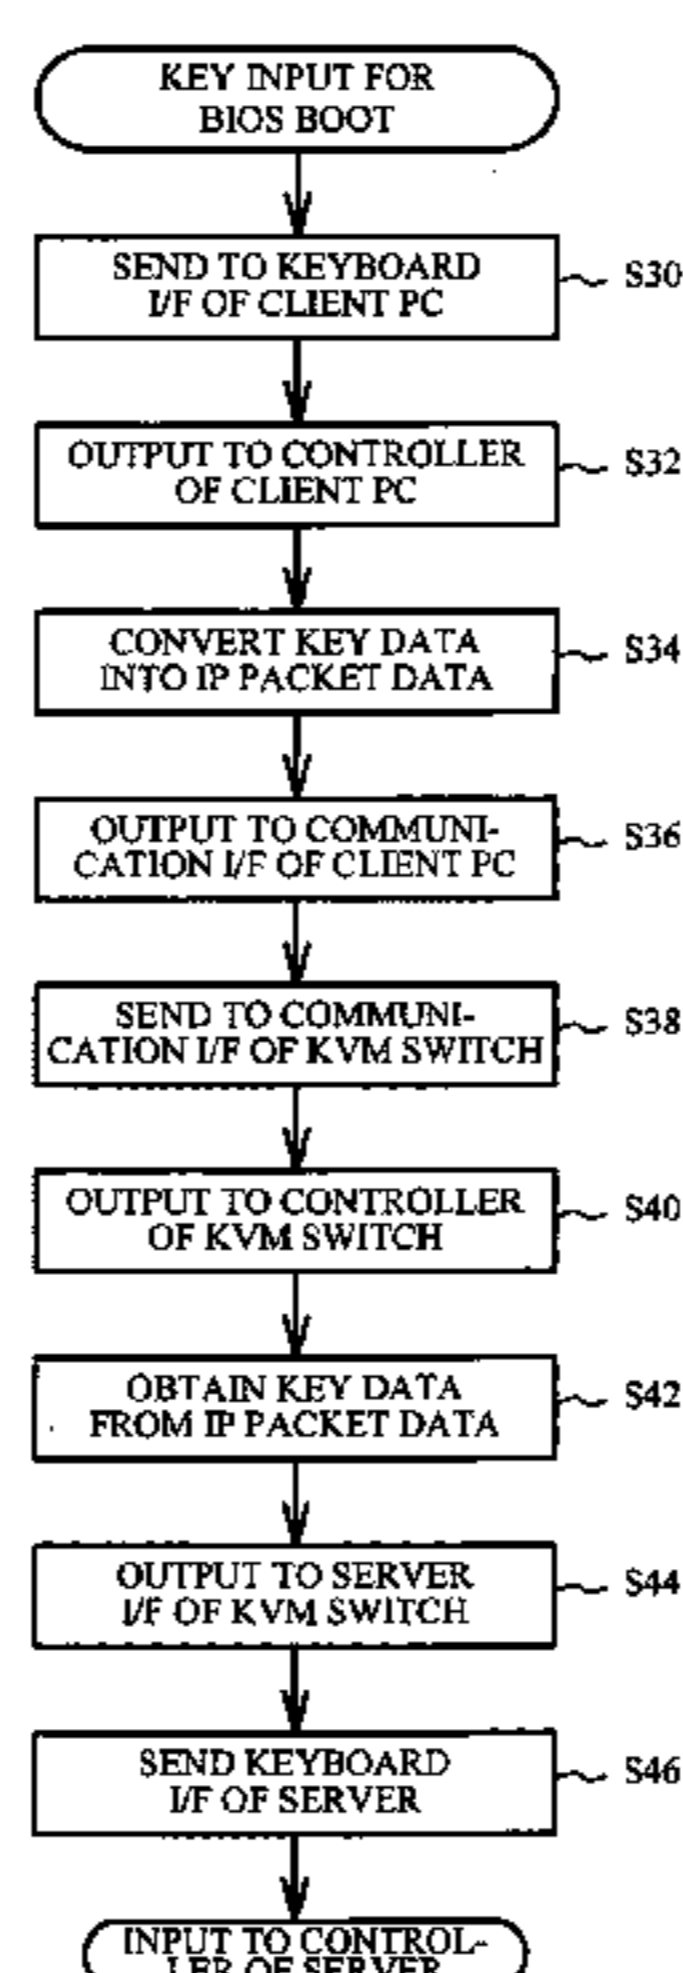 KEY INPUT FOR
BIOS BOOT
SEND TO KEYBOARD
I/F OF CLIENT PC
S30
OUTPUT TO CONTROLLER
OF CLIENT PC
S32
CONVERT KEY DATA
INTO IP PACKET DATA
S34
OUTPUT TO COMMUNI-
CATION I/F OF CLIENT PC
S36
SEND TO COMMUNI-
CATION I/F OF KVM SWITCH
S38
OUTPUT TO CONTROLLER
OF KVM SWITCH
S40
OBTAIN KEY DATA
FROM IP PACKET DATA
S42
OUTPUT TO SERVER
I/F OF KVM SWITCH
S44
SEND KEYBOARD
I/F OF SERVER
S46
INPUT TO CONTROL-
LER OF SERVER